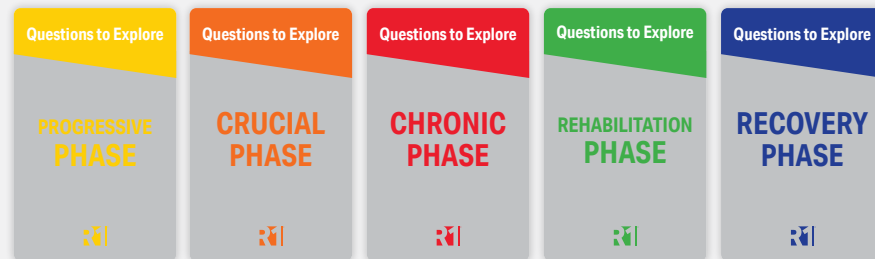 Questions to Explore
PROGRESSIVE
PHASE
Questions to Explore
CRUCIAL
PHASE
Questions to Explore
CHRONIC
PHASE
Questions to Explore
REHABILITATION
PHASE
Questions to Explore
RECOVERY
PHASE